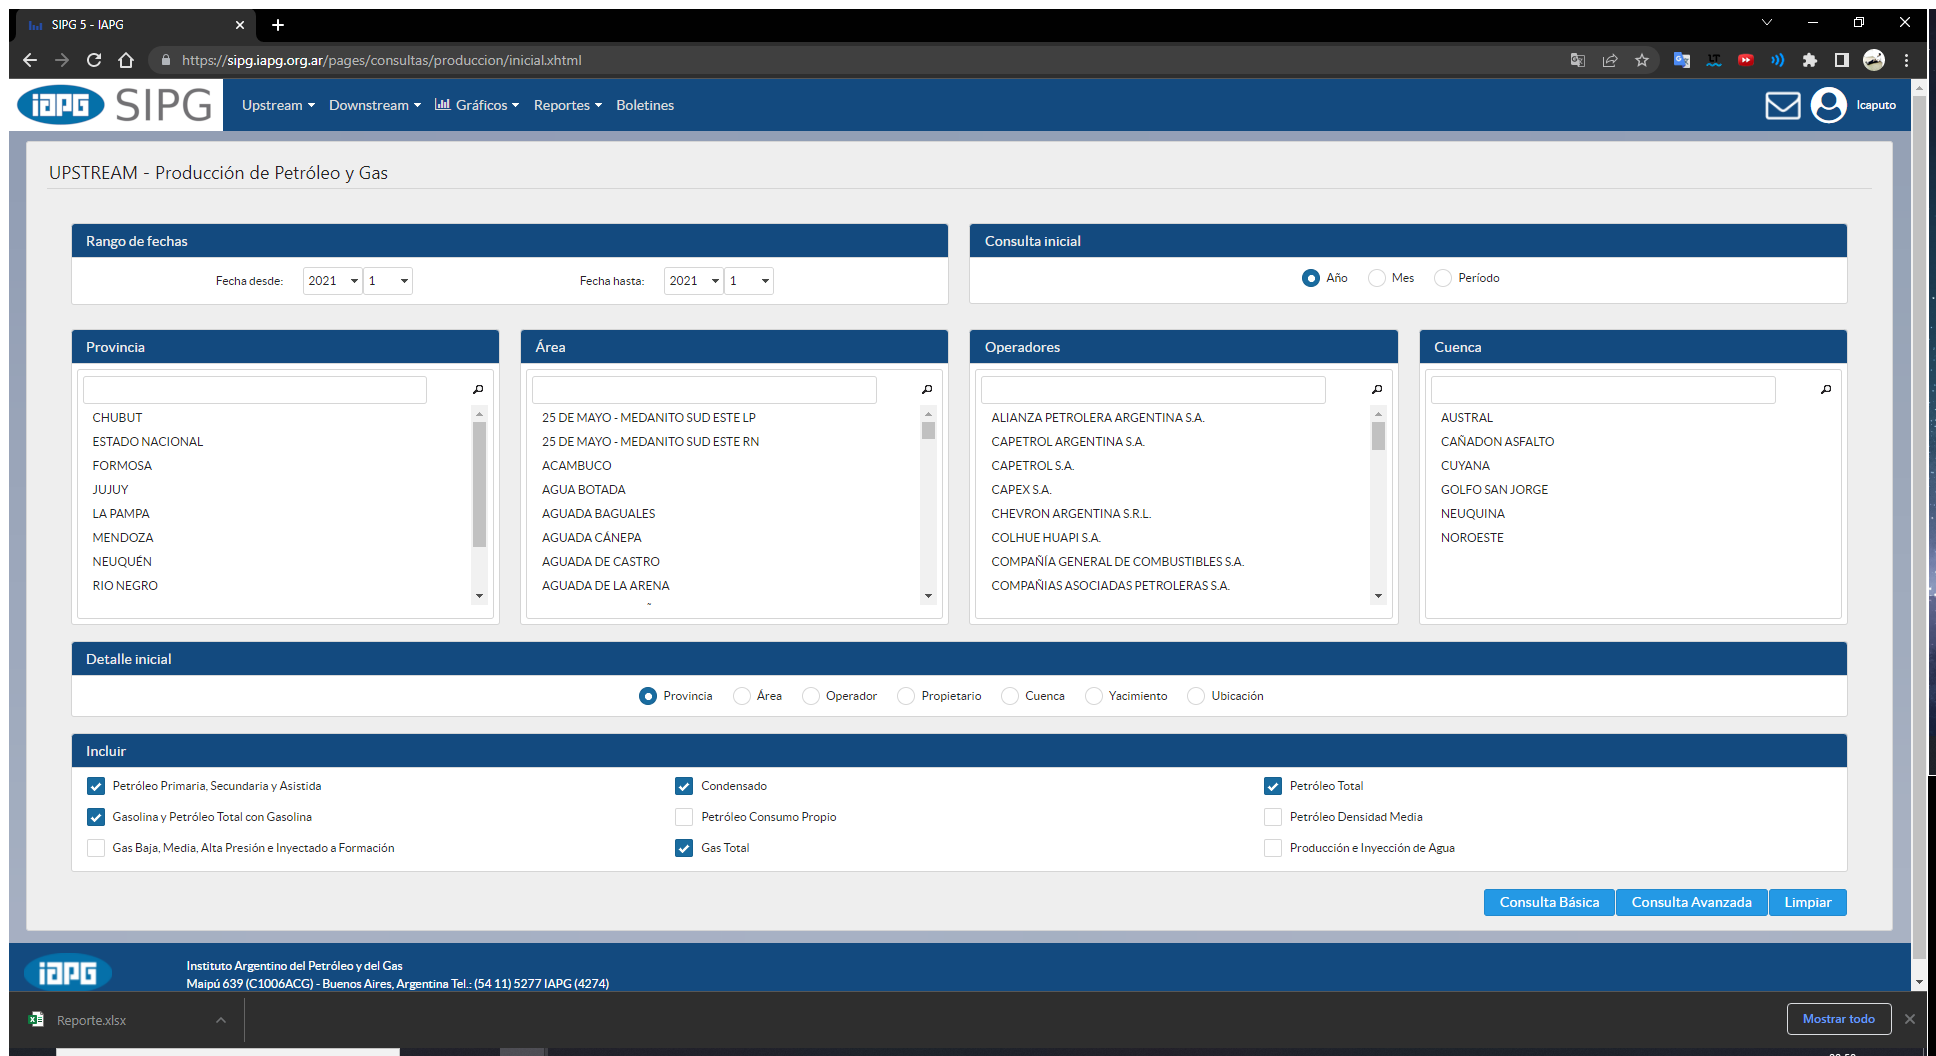 SIPG 5 - IAPG
https://sipg.iapg.org.ar/pages/consultas/produccion/inicial.xhtml
iapg SIPG Upstream Downstream Gráficos Reportes Boletines lcaputo
UPSTREAM - Producción de Petróleo y Gas
Rango de fechas
Fecha desde: 2021 1 Fecha hasta: 2021 1
Consulta inicial
Año Mes Período
Provincia
CHUBUT
ESTADO NACIONAL
FORMOSA
JUJUY
LA PAMPA
MENDOZA
NEUQUÉN
RIO NEGRO
Área
25 DE MAYO - MEDANITO SUD ESTE LP
25 DE MAYO - MEDANITO SUD ESTE RN
ACAMBUCO
AGUA BOTADA
AGUADA BAGUALES
AGUADA CÁNEPA
AGUADA DE CASTRO
AGUADA DE LA ARENA
Operadores
ALIANZA PETROLERA ARGENTINA S.A.
CAPETROL ARGENTINA S.A.
CAPETROL S.A.
CAPEX S.A.
CHEVRON ARGENTINA S.R.L.
COLHUE HUAPI S.A.
COMPAÑÍA GENERAL DE COMBUSTIBLES S.A.
COMPAÑIAS ASOCIADAS PETROLERAS S.A.
Cuenca
AUSTRAL
CAÑADON ASFALTO
CUYANA
GOLFO SAN JORGE
NEUQUINA
NOROESTE
Detalle inicial
Provincia Área Operador Propietario Cuenca Yacimiento Ubicación
Incluir
Petróleo Primaria, Secundaria y Asistida Condensado Petróleo Total
Gasolina y Petróleo Total con Gasolina Petróleo Consumo Propio Petróleo Densidad Media
Gas Baja, Media, Alta Presión e Inyectado a Formación Gas Total Producción e Inyección de Agua
Consulta Básica Consulta Avanzada Limpiar
iapg
Instituto Argentino del Petróleo y del Gas
Maipú 639 (C1006ACG) - Buenos Aires, Argentina Tel.: (54 11) 5277 IAPG (4274)
Reporte.xlsx Mostrar todo